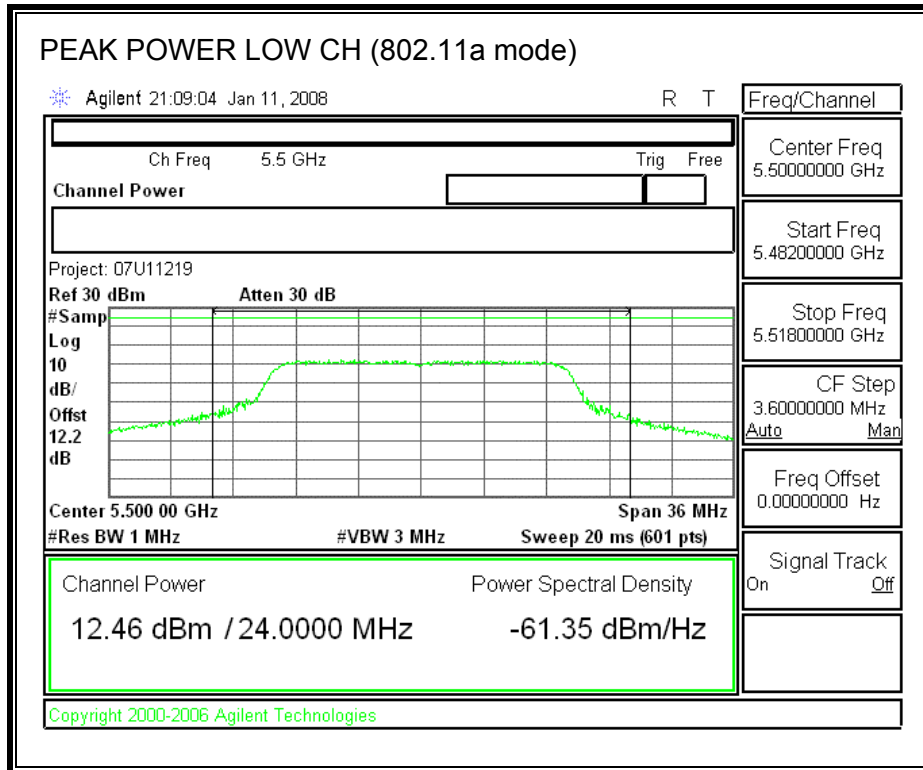 PEAK POWER LOW CH (802.11a mode)
Agilent 21:09:04 Jan 11, 2008 R T
Freq/Channel
Ch Freq 5.5 GHz Trig Free
Channel Power
Center Freq
5.50000000 GHz
Start Freq
5.48200000 GHz
Stop Freq
5.51800000 GHz
CF Step
3.60000000 MHz
Auto Man
Freq Offset
0.00000000 Hz
Signal Track
On Off
Project: 07U11219
Ref 30 dBm Atten 30 dB
#Samp
Log
10
dB/
Offst
12.2
dB
Center 5.500 00 GHz Span 36 MHz
#Res BW 1 MHz #VBW 3 MHz Sweep 20 ms (601 pts)
Channel Power Power Spectral Density
12.46 dBm / 24.0000 MHz -61.35 dBm/Hz
Copyright 2000-2006 Agilent Technologies